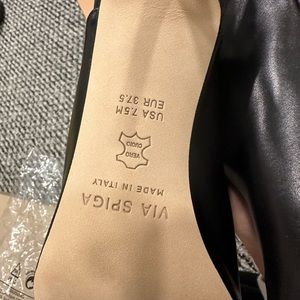 USA 7.5M
EUR 37.5
VERO
CUOIO
MADE IN ITALY
VIA SPIGA